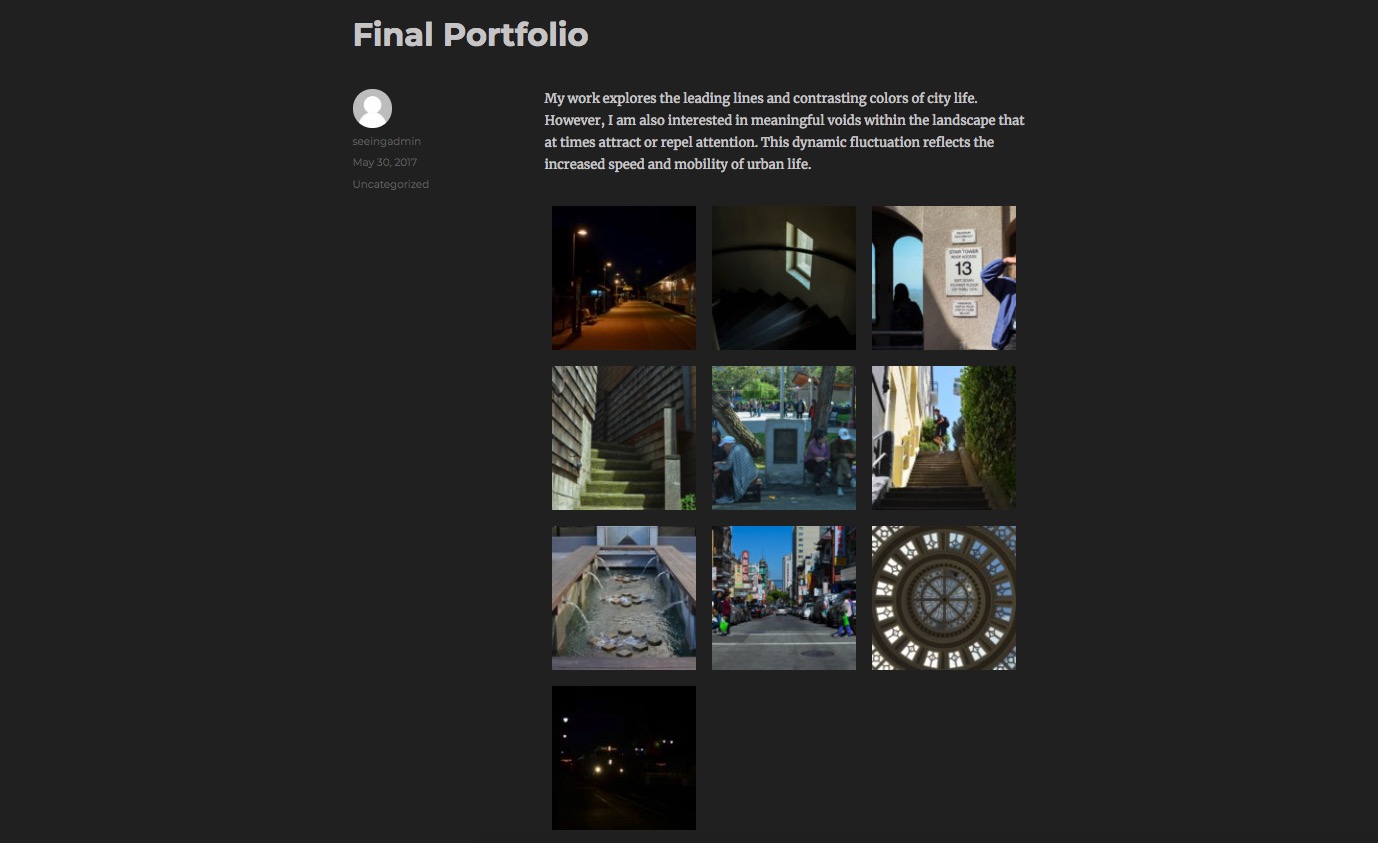 Final Portfolio
seeingadmin
May 30, 2017
Uncategorized
My work explores the leading lines and contrasting colors of city life.
However, I am also interested in meaningful voids within the landscape that
at times attract or repel attention. This dynamic fluctuation reflects the
increased speed and mobility of urban life.
STAIR TOWER
ROOF ACCESS
13